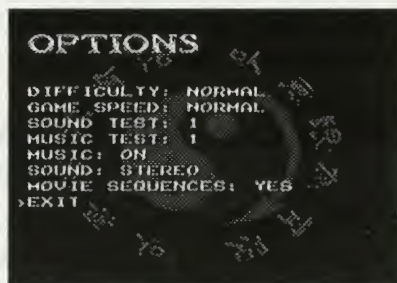 OPTIONS
DIFFICULTY: NORMAL
GAME SPEED: NORMAL
SOUND TEST: 1
MUSIC TEST: 1
MUSIC: ON
SOUND: STEREO
MOVIE SEQUENCES: YES
>EXIT